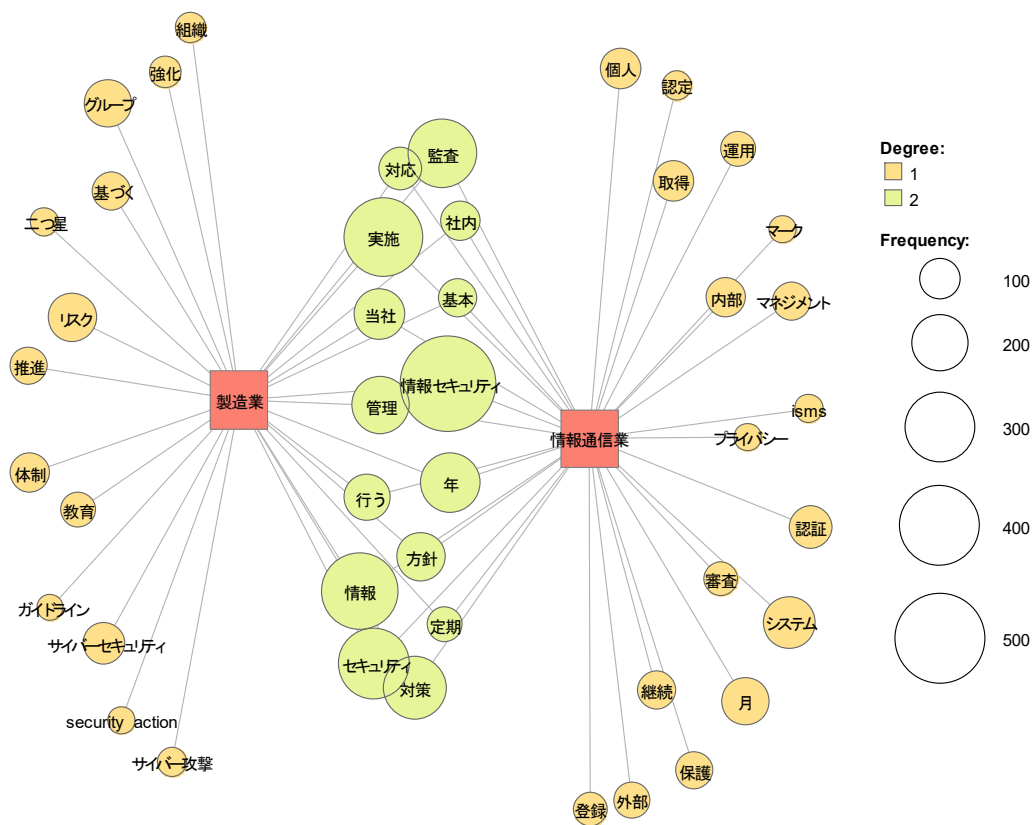 組織
強化
グループ
基づく
二つ星
リスク
推進
製造業
体制
教育
ガイドライン
サイバーセキュリティ
security_action
サイバー攻撃
監査
対応
実施
社内
基本
当社
情報セキュリティ
管理
年
行う
方針
情報
定期
セキュリティ
対策
個人
認定
運用
取得
マーク
内部
マネジメント
isms
プライバシー
情報通信業
認証
審査
システム
継続
月
保護
外部
登録
Degree:
1
2
Frequency:
100
200
300
400
500